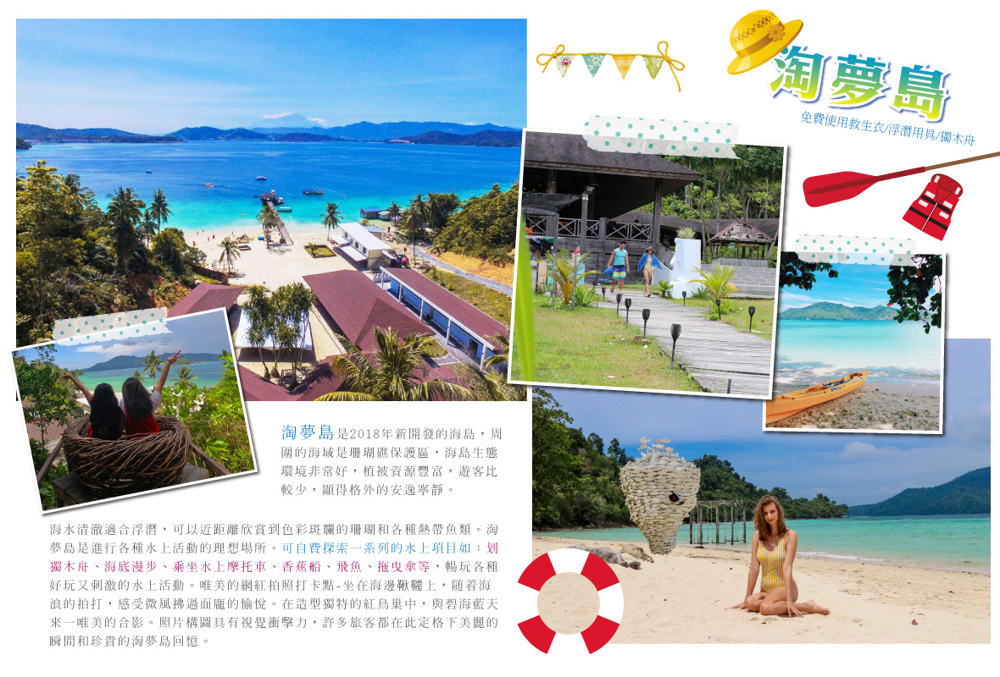 淘夢島
免費使用救生衣/浮潛用具/獨木舟
淘夢島是2018年新開發的海島，周
圍的海域是珊瑚礁保護區，海島生態
環境非常好，植被資源豐富，遊客比
較少，顯得格外的安逸寧靜。
海水清澈適合浮潛，可以近距離欣賞到色彩斑斕的珊瑚和各種熱帶魚類。淘
夢島是進行各種水上活動的理想場所。可自費探索一系列的水上項目如：划
獨木舟、海底漫步、乘坐水上摩托車、香蕉船、飛魚、拖曳傘等，暢玩各種
好玩又刺激的水上活動。唯美的網紅拍照打卡點-坐在海邊鞦韆上，隨着海
浪的拍打，感受微風拂過面龐的愉悅。在造型獨特的紅鳥巢中，與碧海藍天
來一唯美的合影。照片構圖具有視覺衝擊力，許多旅客都在此定格下美麗的
瞬間和珍貴的淘夢島回憶。